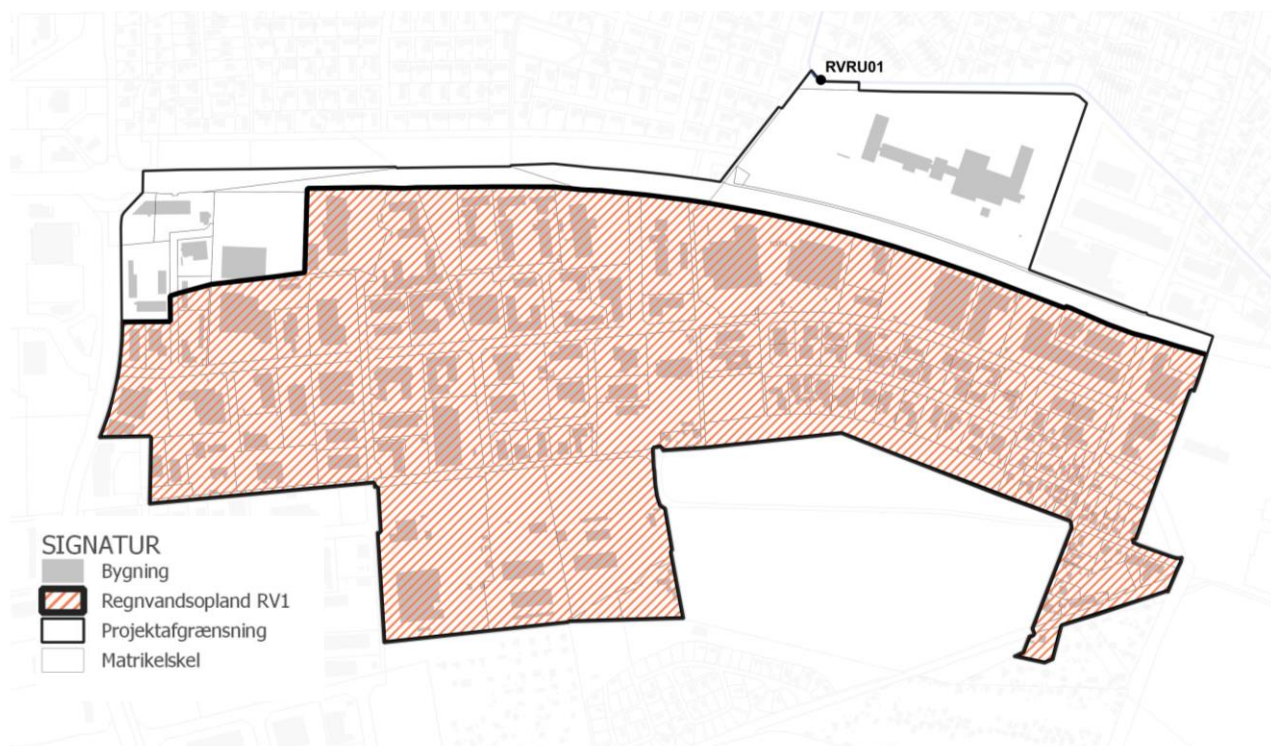 RVRU01
SIGNATUR
Bygning
Regnvandsopland RV1
Projektafgrænsning
Matrikelskel